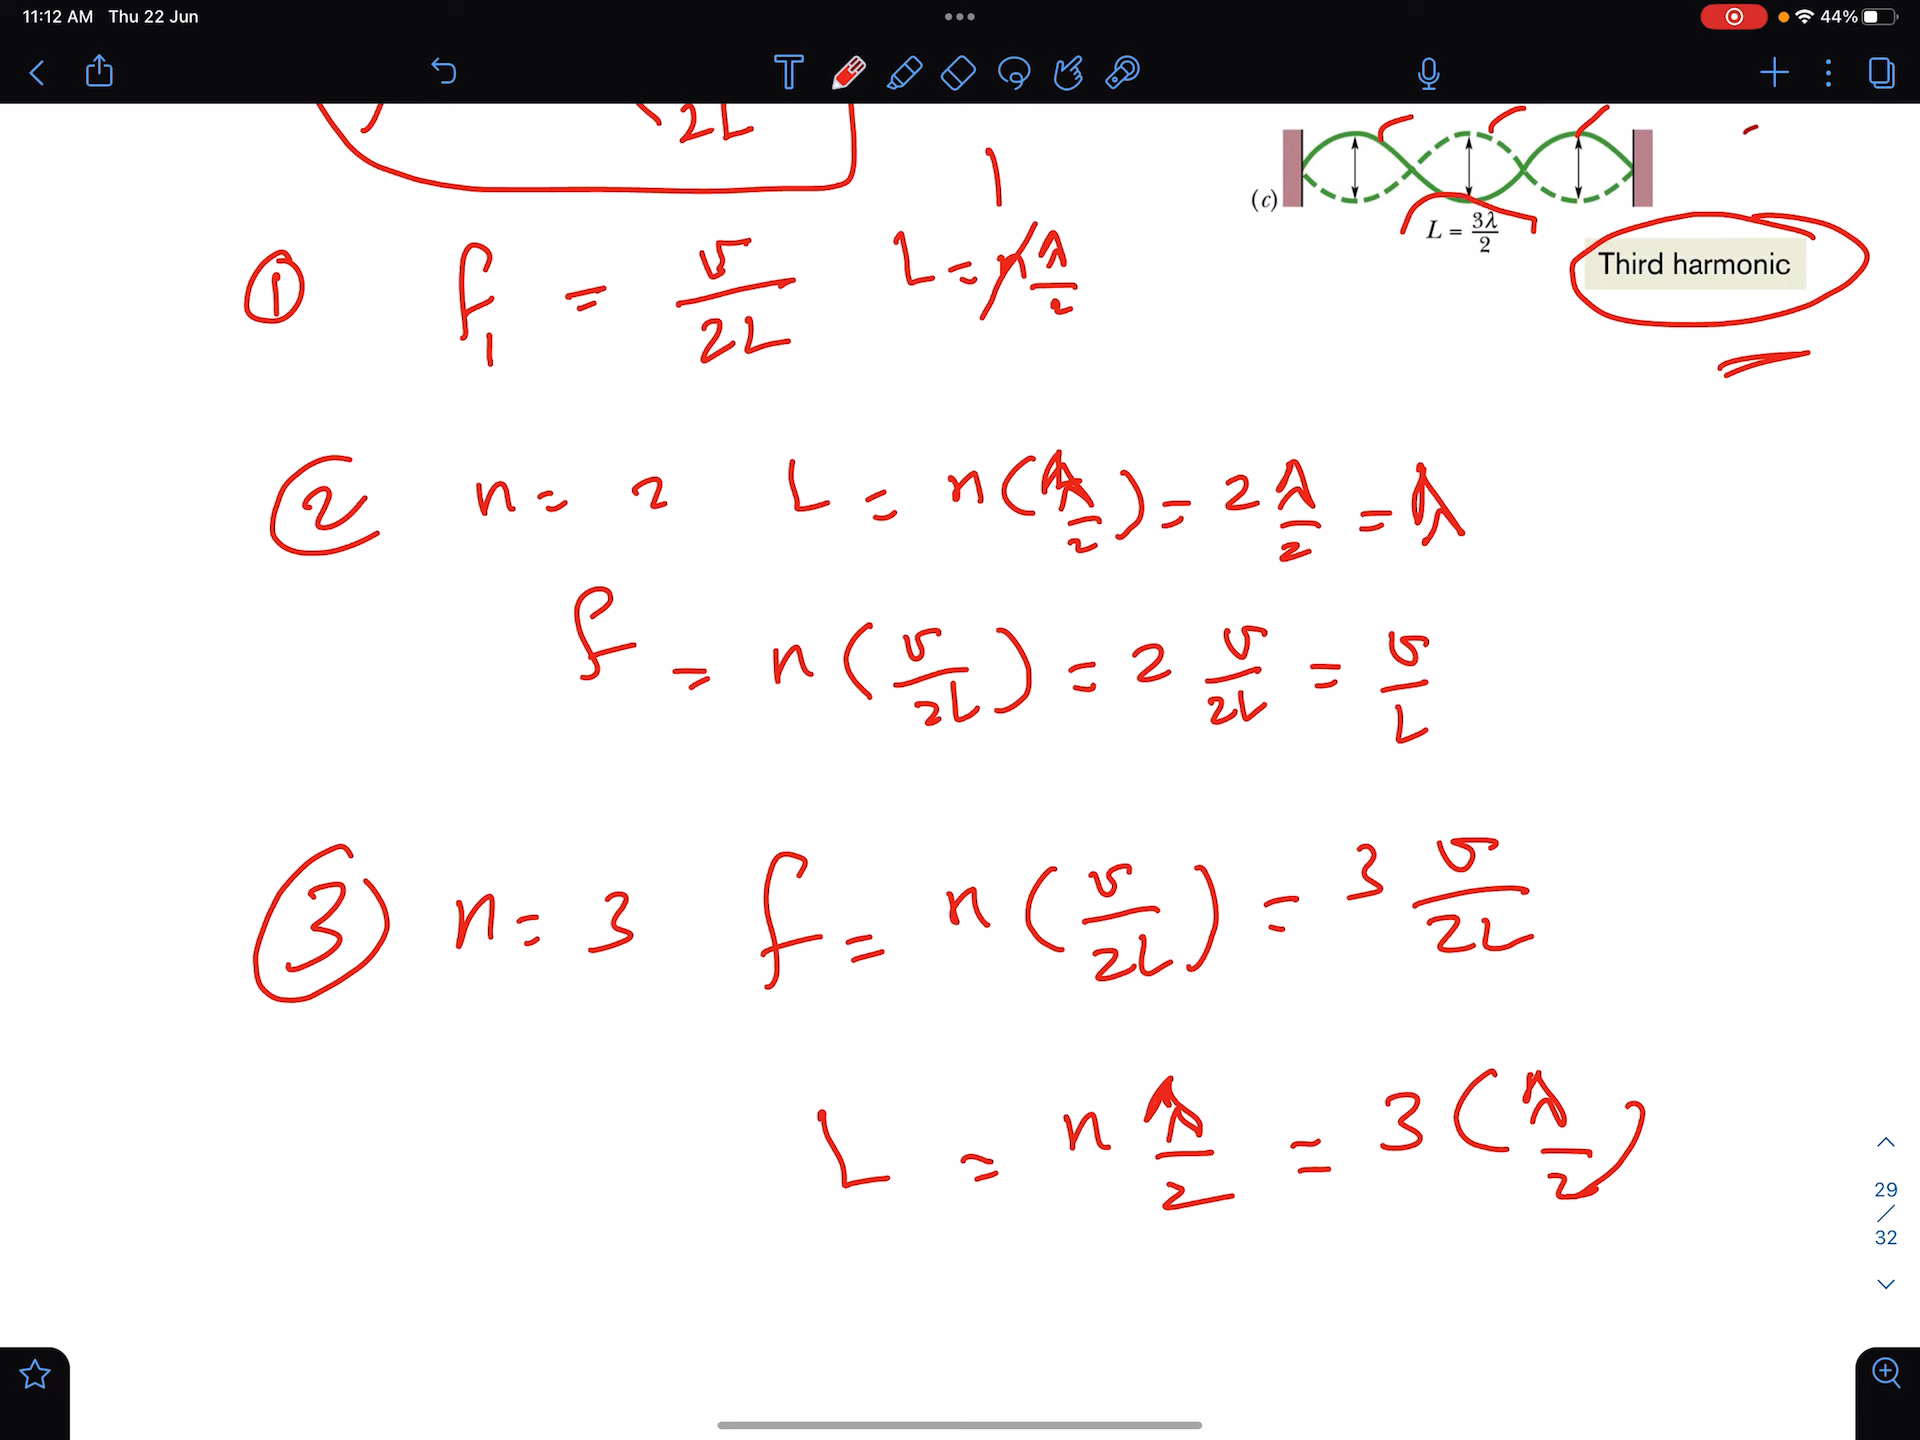 11:12 AM Thu 22 Jun
44%
2L
(c)
L = 3λ/2
Third harmonic
1
① f₁ = v/2L L = nλ/2
② n = 2 L = n(λ/2) = 2 λ/2 = λ
f = n(v/2L) = 2 v/2L = v/L
③ n = 3 f = n(v/2L) = 3 v/2L
L = n λ/2 = 3(λ/2)
29
/
32